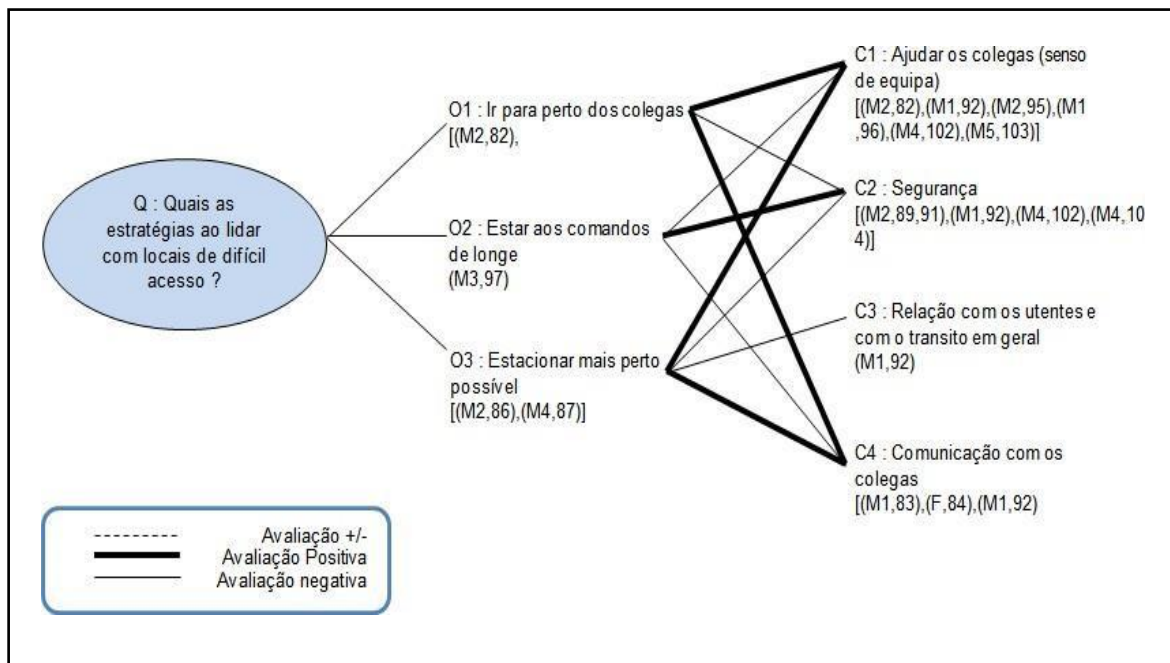 Q : Quais as
estratégias ao lidar
com locais de difícil
acesso ?
O1 : Ir para perto dos colegas
[(M2,82),
O2 : Estar aos comandos
de longe
(M3,97)
O3 : Estacionar mais perto
possível
[(M2,86),(M4,87)]
C1 : Ajudar os colegas (senso
de equipa)
[(M2,82),(M1,92),(M2,95),(M1
,96),(M4,102),(M5,103)]
C2 : Segurança
[(M2,89,91),(M1,92),(M4,102),(M4,10
4)]
C3 : Relação com os utentes e
com o transito em geral
(M1,92)
C4 : Comunicação com os
colegas
[(M1,83),(F,84),(M1,92)
Avaliação +/-
Avaliação Positiva
Avaliação negativa